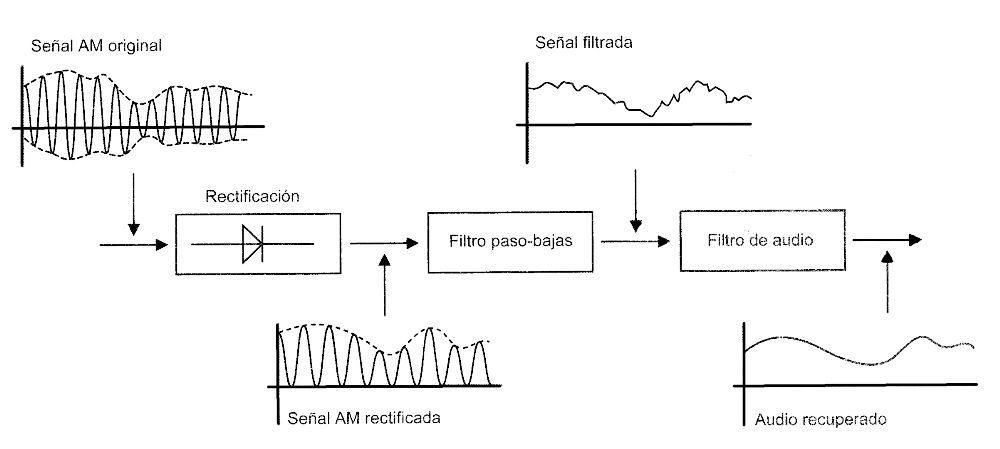 Señal AM original
Señal filtrada
Rectificación
Filtro paso-bajas
Filtro de audio
Señal AM rectificada
Audio recuperado